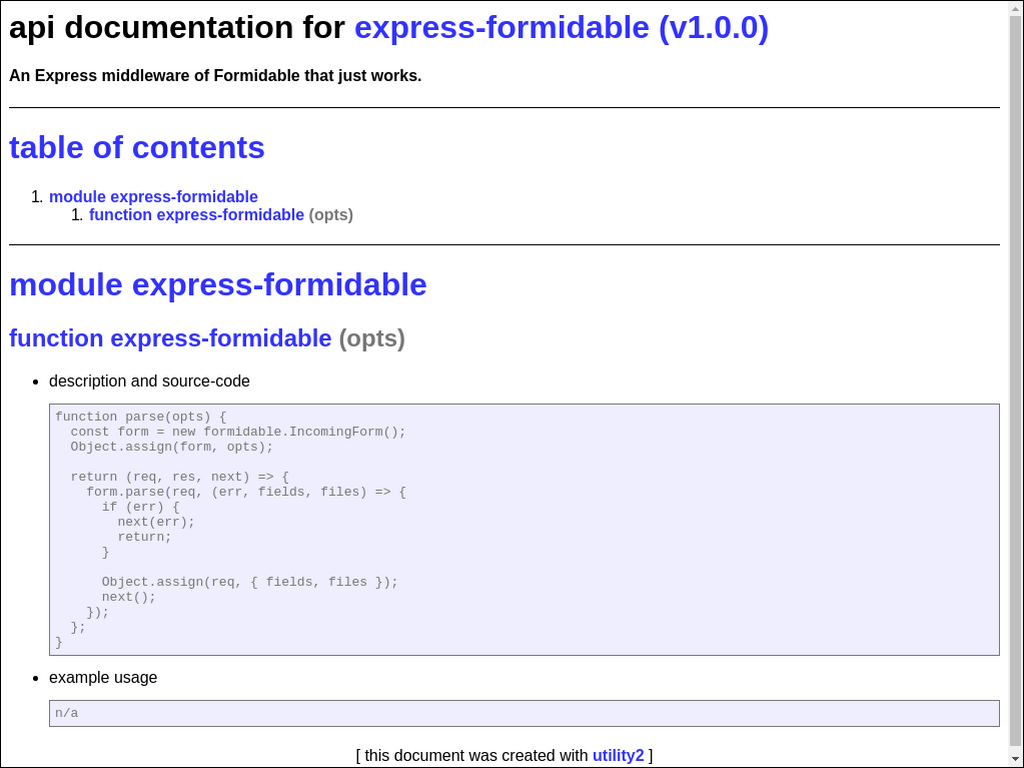 api documentation for express-formidable (v1.0.0)
An Express middleware of Formidable that just works.
table of contents
1. module express-formidable
1. function express-formidable (opts)
module express-formidable
function express-formidable (opts)
• description and source-code
function parse(opts) {
  const form = new formidable.IncomingForm();
  Object.assign(form, opts);

  return (req, res, next) => {
    form.parse(req, (err, fields, files) => {
      if (err) {
        next(err);
        return;
      }

      Object.assign(req, { fields, files });
      next();
    });
  };
}
• example usage
n/a
[ this document was created with utility2 ]